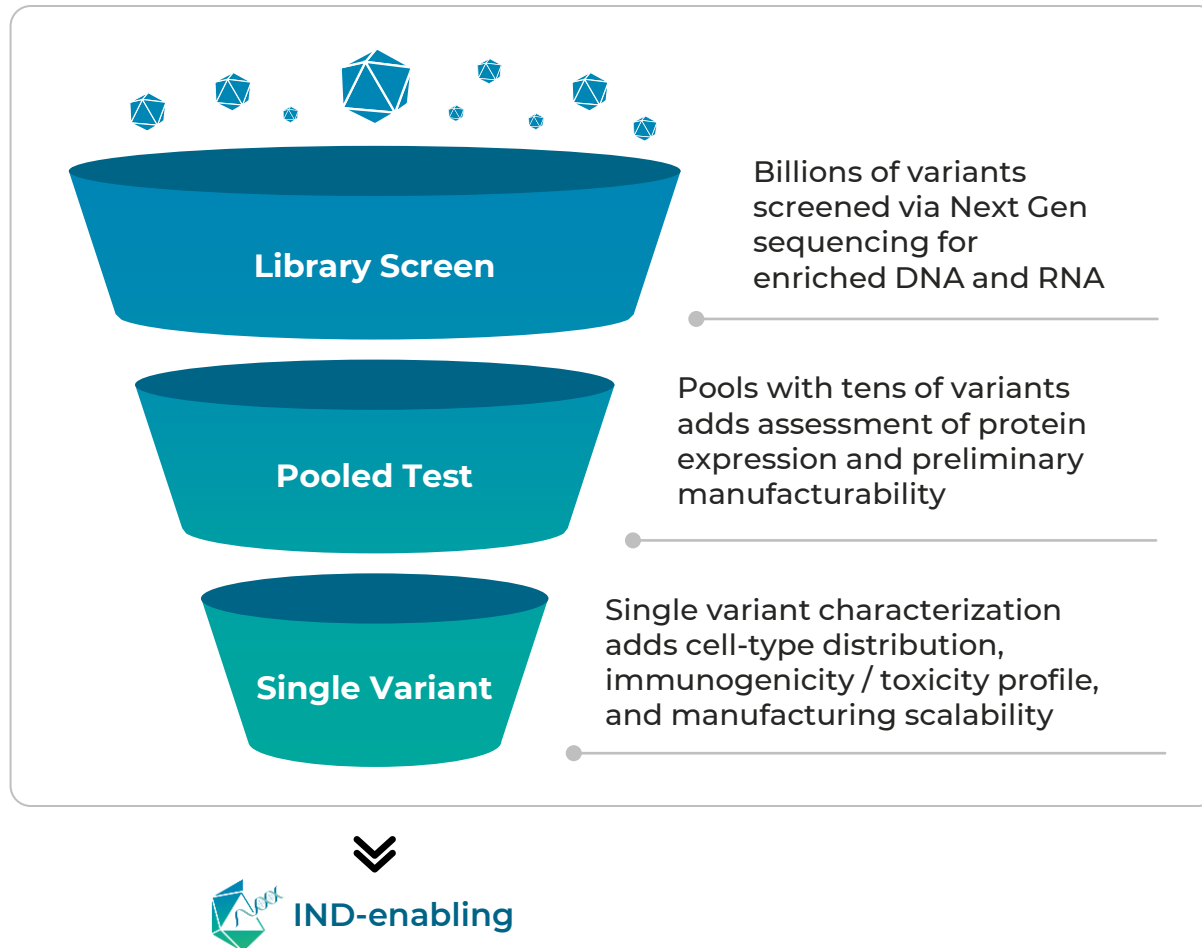 Library Screen
Billions of variants
screened via Next Gen
sequencing for
enriched DNA and RNA
Pooled Test
Pools with tens of variants
adds assessment of protein
expression and preliminary
manufacturability
Single Variant
Single variant characterization
adds cell-type distribution,
immunogenicity / toxicity profile,
and manufacturing scalability
IND-enabling